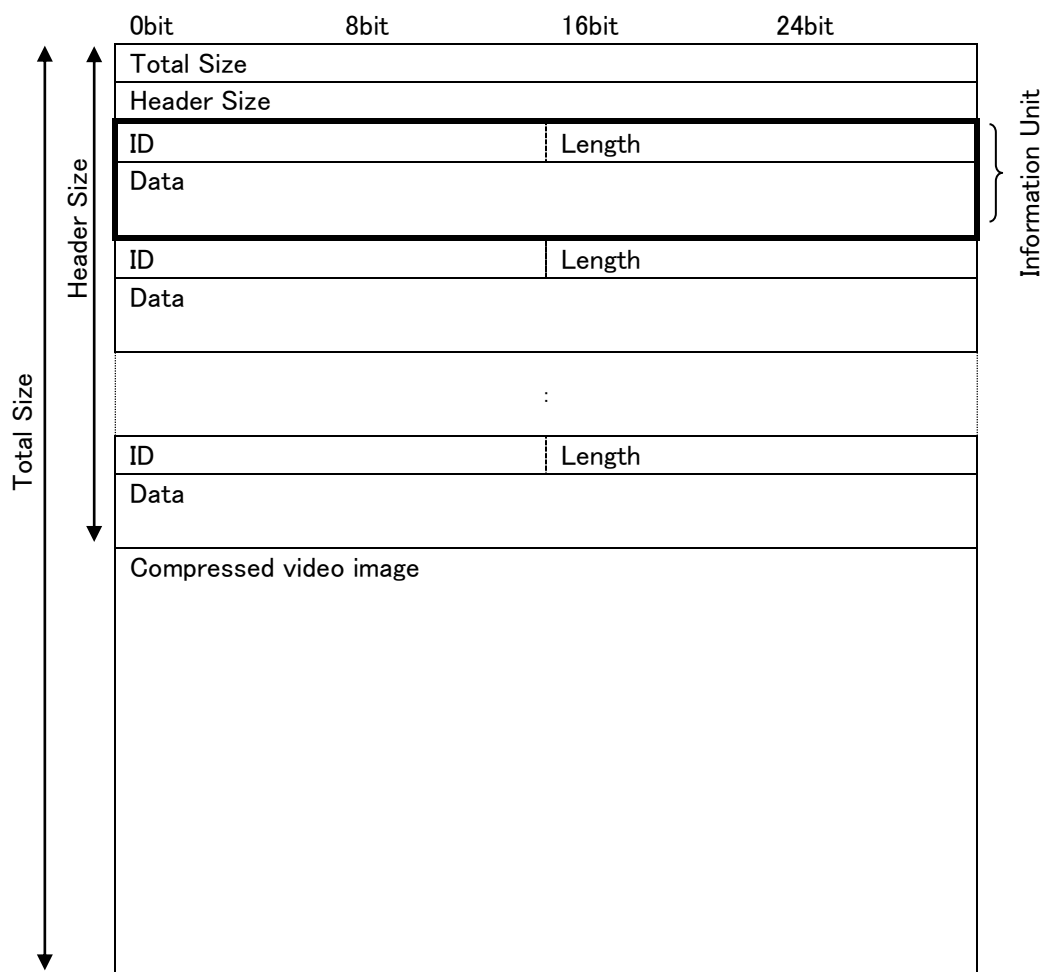 0bit 8bit 16bit 24bit
Total Size
Header Size
ID Length
Data
ID Length
Data
:
ID Length
Data
Compressed video image
Total Size
Header Size
Information Unit